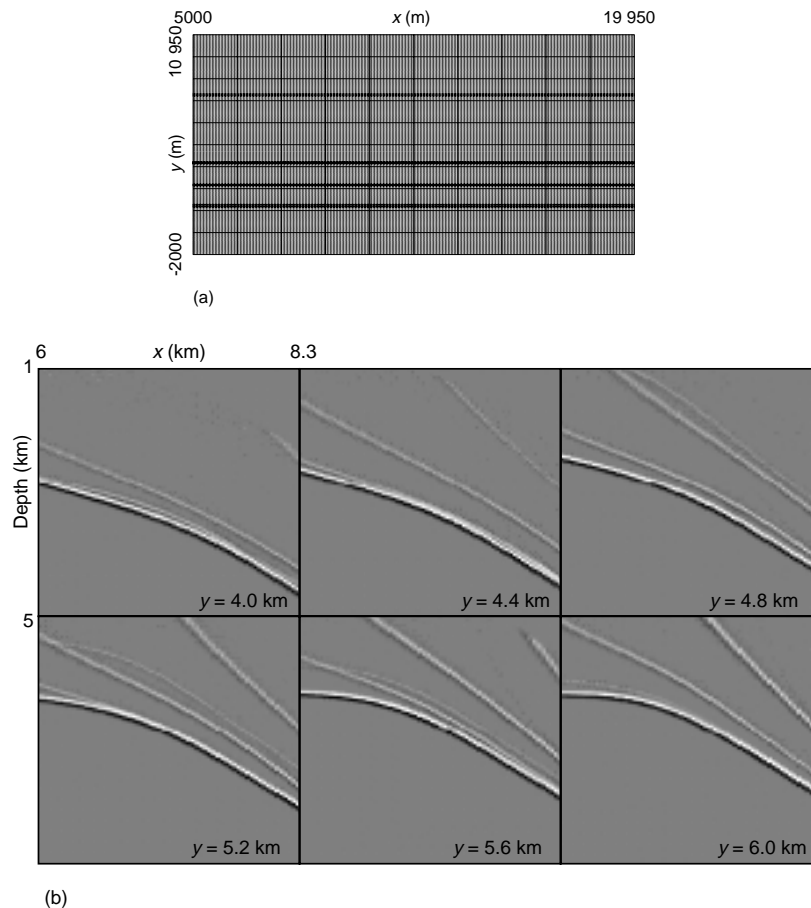 5000 x (m) 19 950
10 950
y (m)
-2000
(a)
6 x (km) 8.3
1
Depth (km)
y = 4.0 km y = 4.4 km y = 4.8 km
5
y = 5.2 km y = 5.6 km y = 6.0 km
(b)